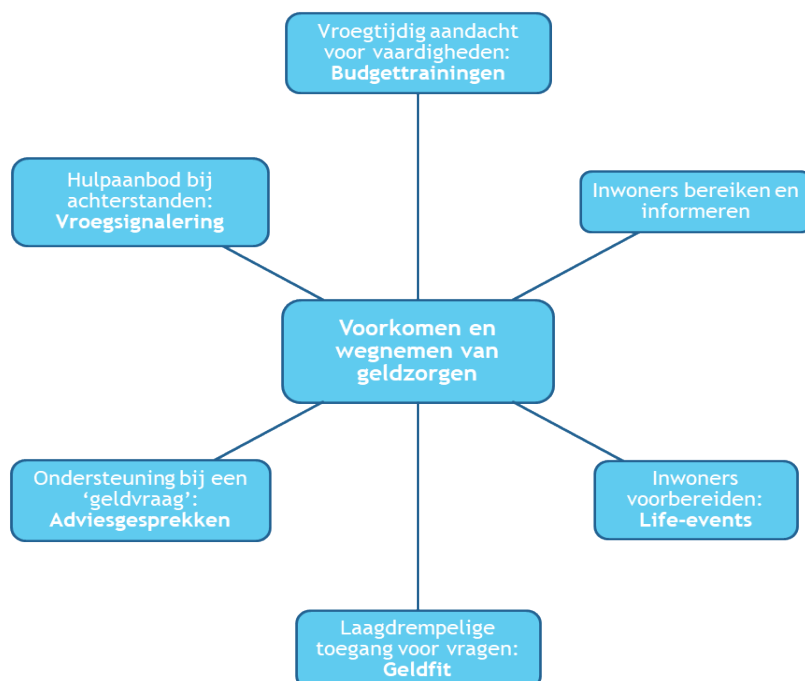 Vroegtijdig aandacht
voor vaardigheden:
Budgettrainingen
Hulpaanbod bij
achterstanden:
Vroegsignalering
Inwoners bereiken en
informeren
Voorkomen en
wegnemen van
geldzorgen
Ondersteuning bij een
‘geldvraag’:
Adviesgesprekken
Inwoners
voorbereiden:
Life-events
Laagdrempelige
toegang voor vragen:
Geldfit